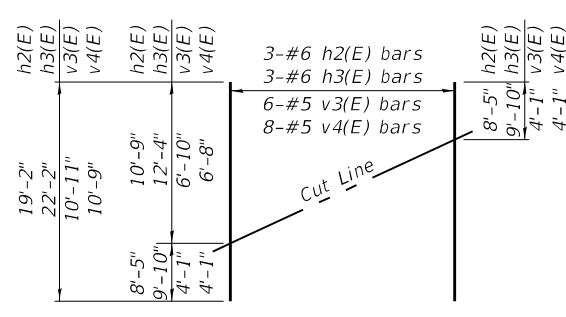 h2(E)
h3(E)
v3(E)
v4(E)
h2(E)
h3(E)
v3(E)
v4(E)
3-#6 h2(E) bars
3-#6 h3(E) bars
6-#5 v3(E) bars
8-#5 v4(E) bars
h2(E)
h3(E)
v3(E)
v4(E)
19'-2"
22'-2"
10'-11"
10'-9"
10'-9"
12'-4"
6'-10"
6'-8"
8'-5"
9'-10"
4'-1"
4'-1"
Cut Line
8'-5"
9'-10"
4'-1"
4'-1"